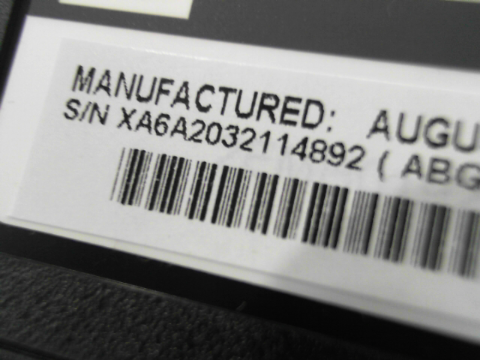 MANUFACTURED: AUGU
S/N XA6A2032114892 ( ABG